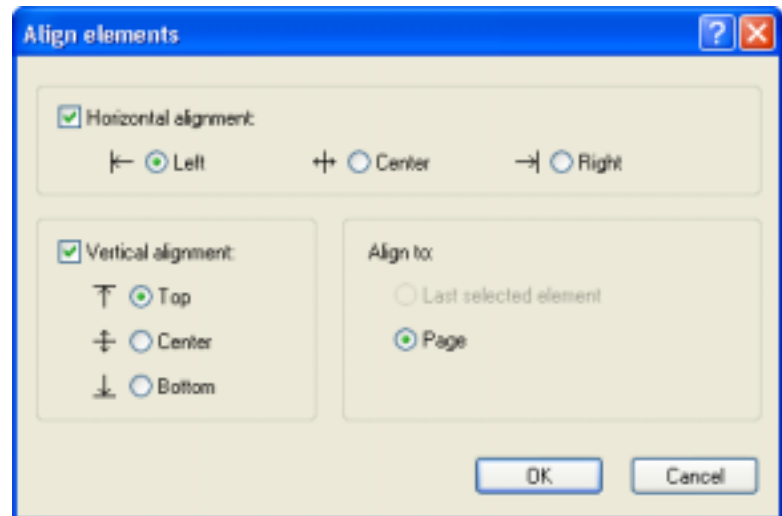 Align elements
Horizontal alignment:
Left Center Right
Vertical alignment:
Top
Center
Bottom
Align to:
Last selected element
Page
OK Cancel